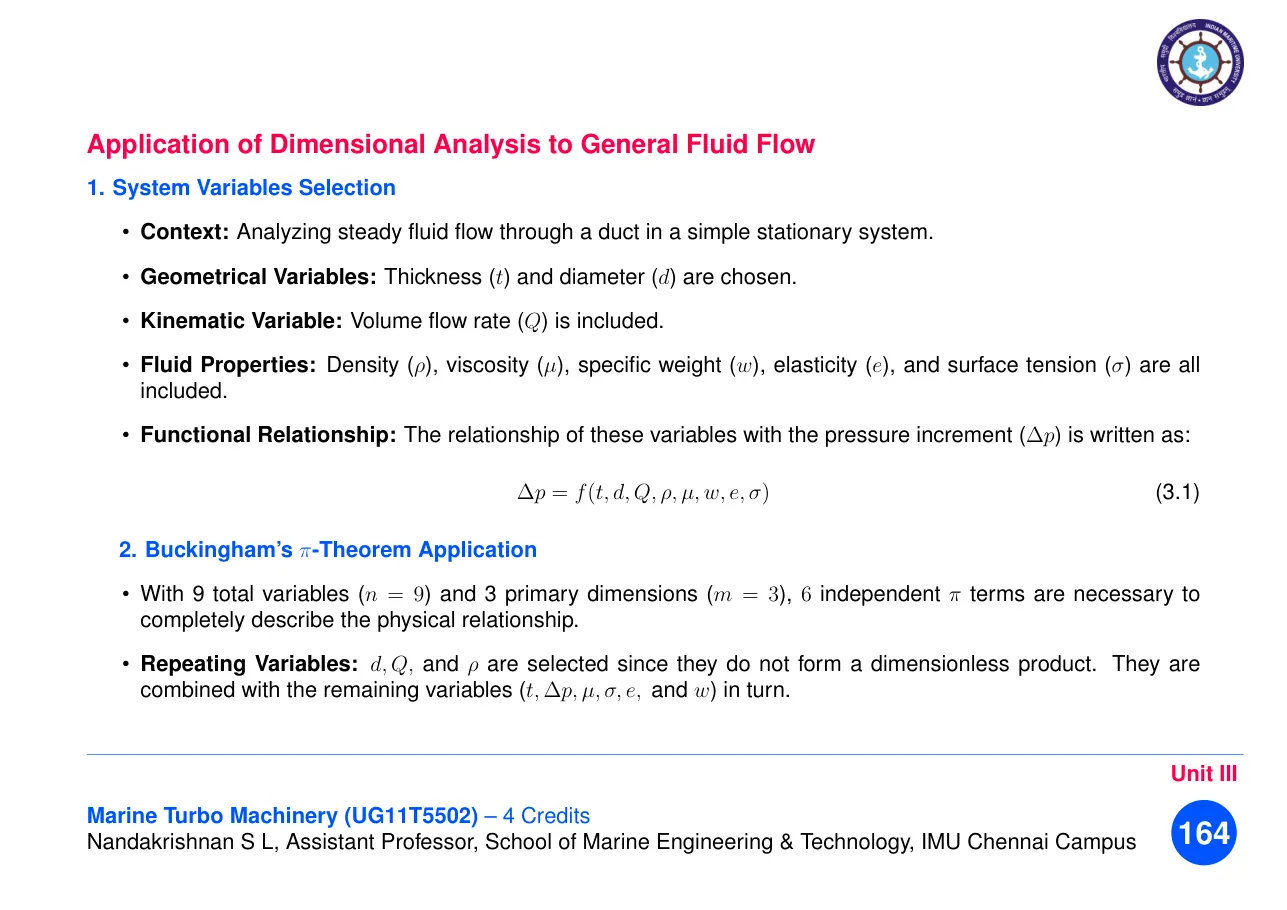 INDIAN MARITIME UNIVERSITY
Application of Dimensional Analysis to General Fluid Flow
1. System Variables Selection
• Context: Analyzing steady fluid flow through a duct in a simple stationary system.
• Geometrical Variables: Thickness (t) and diameter (d) are chosen.
• Kinematic Variable: Volume flow rate (Q) is included.
• Fluid Properties: Density (ρ), viscosity (μ), specific weight (w), elasticity (e), and surface tension (σ) are all
included.
• Functional Relationship: The relationship of these variables with the pressure increment (Δp) is written as:
Δp = f(t, d, Q, ρ, μ, w, e, σ) (3.1)
2. Buckingham’s π-Theorem Application
• With 9 total variables (n = 9) and 3 primary dimensions (m = 3), 6 independent π terms are necessary to
completely describe the physical relationship.
• Repeating Variables: d, Q, and ρ are selected since they do not form a dimensionless product. They are
combined with the remaining variables (t, Δp, μ, σ, e, and w) in turn.
Unit III
Marine Turbo Machinery (UG11T5502) – 4 Credits
Nandakrishnan S L, Assistant Professor, School of Marine Engineering & Technology, IMU Chennai Campus
164